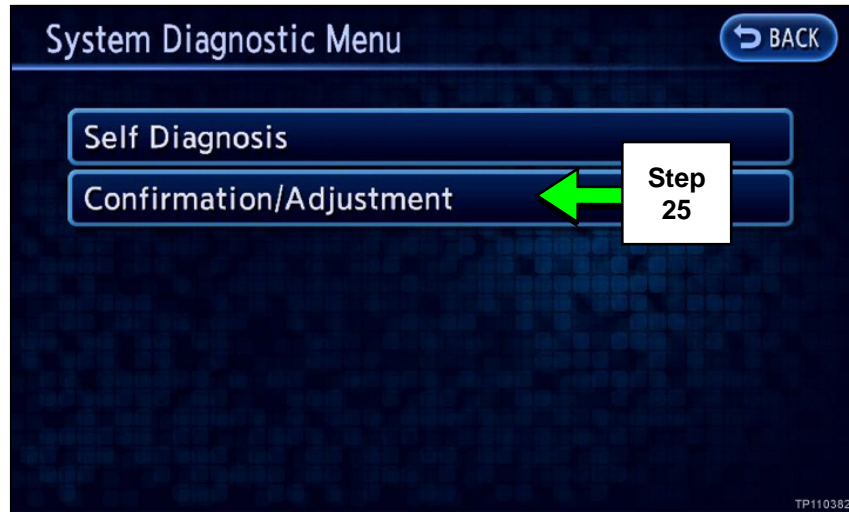 System Diagnostic Menu
BACK
Self Diagnosis
Confirmation/Adjustment
Step
25
TP110382